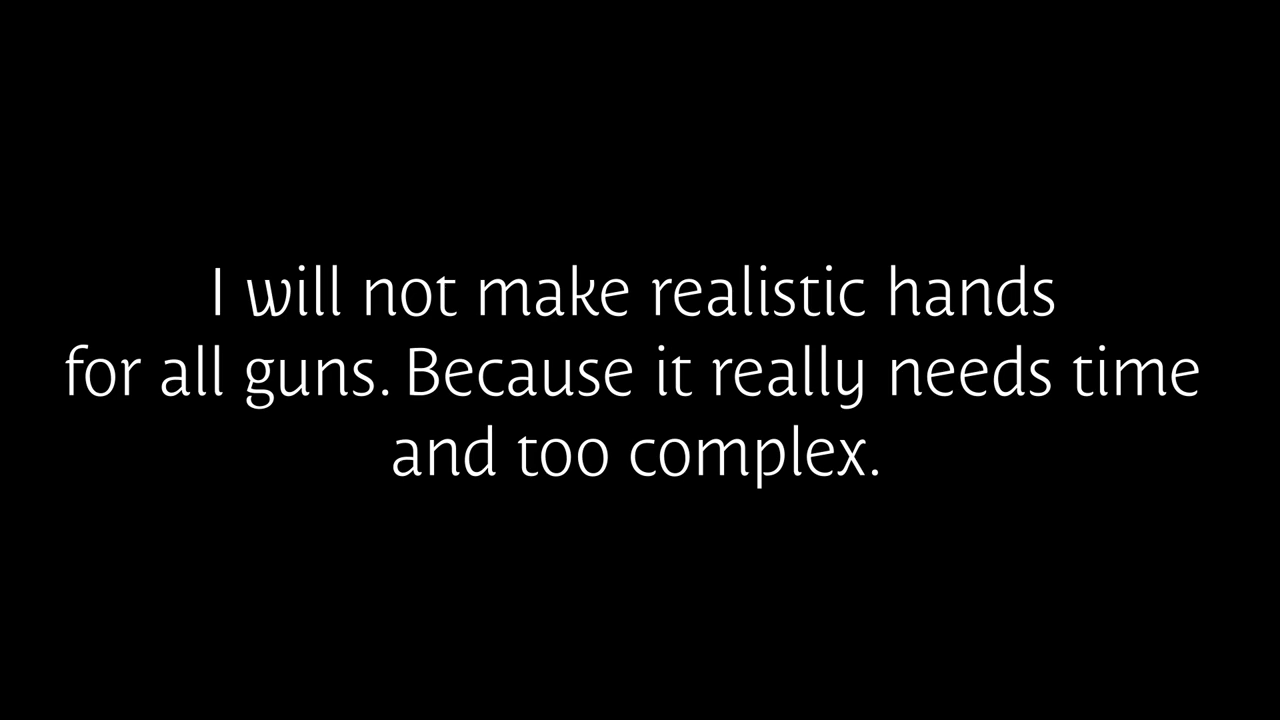 I will not make realistic hands
for all guns. Because it really needs time
and too complex.